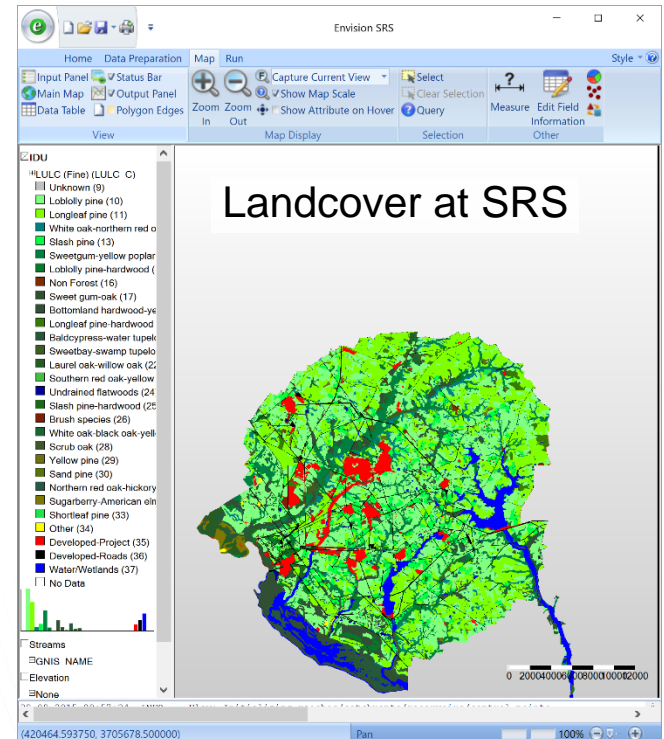 Envision SRS
Home Data Preparation Map Run Style
Input Panel Status Bar
Main Map Output Panel
Data Table Polygon Edges
View
Zoom In
Zoom Out
Capture Current View
Show Map Scale
Show Attribute on Hover
Map Display
Select
Clear Selection
Query
Selection
Measure
Edit Field Information
Other
IDU
LULC (Fine) (LULC_C)
Unknown (9)
Loblolly pine (10)
Longleaf pine (11)
White oak-northern red o
Slash pine (13)
Sweetgum-yellow poplar
Loblolly pine-hardwood (
Non Forest (16)
Sweet gum-oak (17)
Bottomland hardwood-ye
Longleaf pine-hardwood
Baldcypress-water tupelo
Sweetbay-swamp tupelo
Laurel oak-willow oak (22
Southern red oak-yellow
Undrained flatwoods (24)
Slash pine-hardwood (25
Brush species (26)
White oak-black oak-yell
Scrub oak (28)
Yellow pine (29)
Sand pine (30)
Northern red oak-hickory
Sugarberry-American eln
Shortleaf pine (33)
Other (34)
Developed-Project (35)
Developed-Roads (36)
Water/Wetlands (37)
No Data
Streams
GNIS_NAME
Elevation
None
Landcover at SRS
0 20004000600080001000012000
(420464.593750, 3705678.500000) Pan 100%